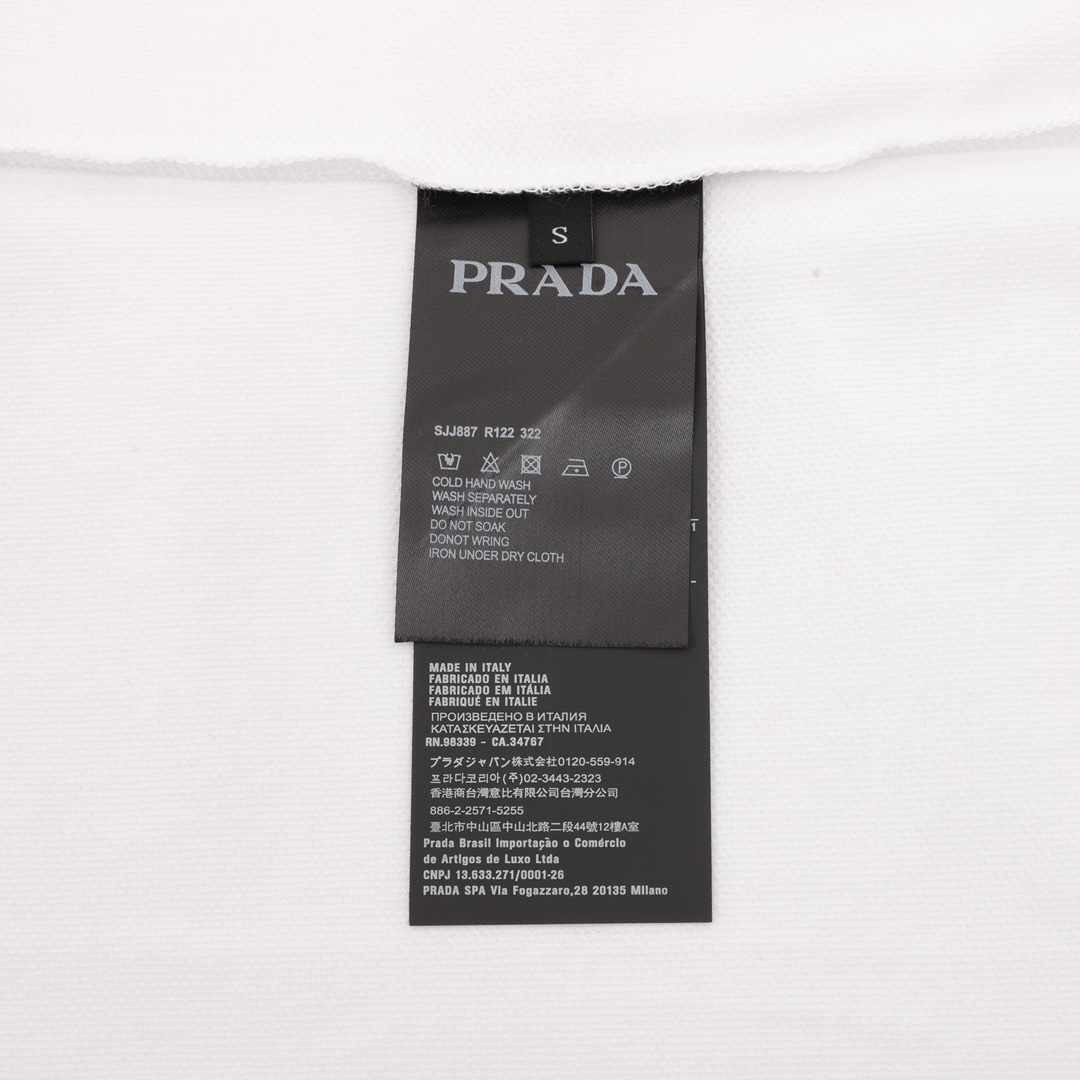 S
PRADA
SJJ887 R122 322
P
COLD HAND WASH
WASH SEPARATELY
WASH INSIDE OUT
DO NOT SOAK
DONOT WRING
IRON UNOER DRY CLOTH
1
MADE IN ITALY
FABRICADO EN ITALIA
FABRICADO EM ITÁLIA
FABRIQUÉ EN ITALIE
ПРОИЗВЕДЕНО В ИТАЛИЯ
ΚΑΤΑΣΚΕΥΑΖΕΤΑΙ ΣΤΗΝ ΙΤΑΛΙΑ
RN.98339 - CA.34767
プラダジャパン株式会社0120-559-914
프라다코리아(주)02-3443-2323
香港商台灣意比有限公司台灣分公司
886-2-2571-5255
臺北市中山區中山北路二段44號12樓A室
Prada Brasil Importação o Comércio
de Artigos de Luxo Ltda
CNPJ 13.633.271/0001-26
PRADA SPA Via Fogazzaro,28 20135 Milano